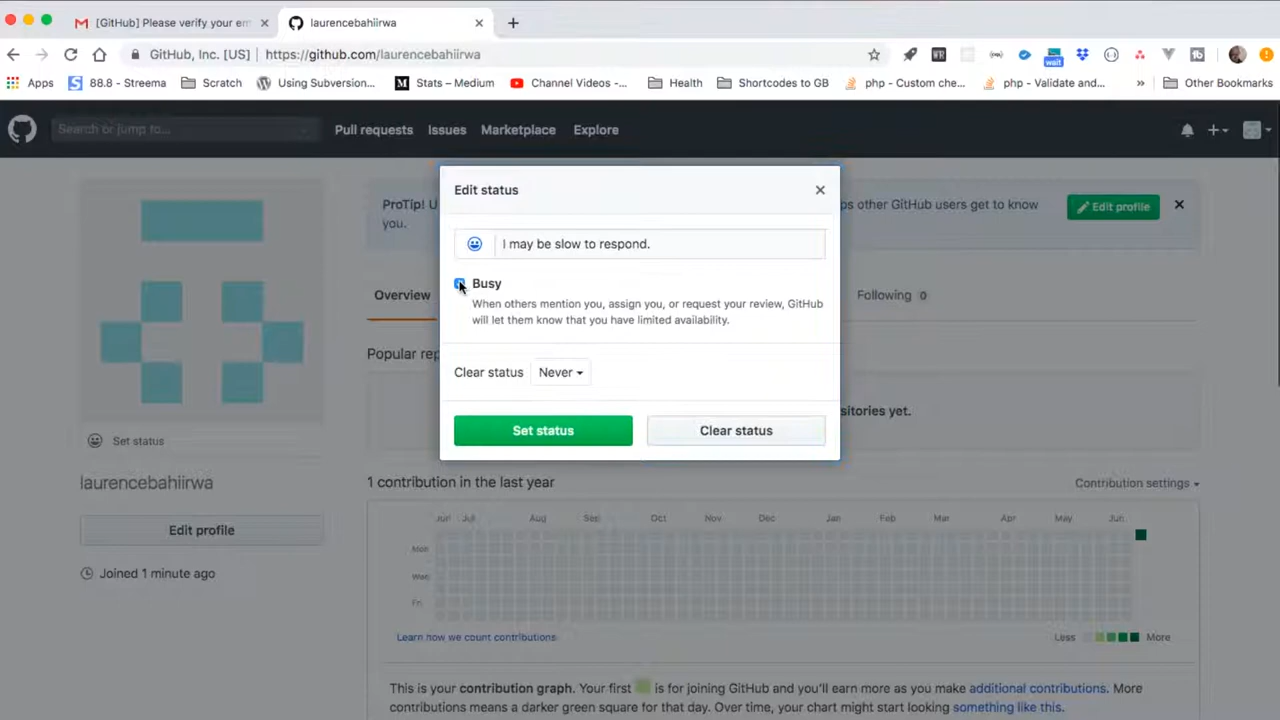 [GitHub] Please verify your em
laurencebahiirwa
GitHub, Inc. [US]
https://github.com/laurencebahiirwa
wait
Apps
88.8 - Streema
Scratch
Using Subversion...
Stats – Medium
Channel Videos -...
Health
Shortcodes to GB
php - Custom che...
php - Validate and...
»
Other Bookmarks
Search or jump to...
Pull requests
Issues
Marketplace
Explore
Edit status
ProTip! U
ps other GitHub users get to know
you.
Edit profile
I may be slow to respond.
Busy
When others mention you, assign you, or request your review, GitHub
will let them know that you have limited availability.
Overview
Following 0
Popular rep
Clear status
Never
sitories yet.
Set status
Clear status
Set status
laurencebahiirwa
Edit profile
Joined 1 minute ago
1 contribution in the last year
Contribution settings
Jun
Jul
Aug
Sep
Oct
Nov
Dec
Jan
Feb
Mar
Apr
May
Jun
Mon
Wed
Fri
Learn how we count contributions
Less
More
This is your contribution graph. Your first is for joining GitHub and you'll earn more as you make additional contributions. More
contributions means a darker green square for that day. Over time, your chart might start looking something like this.